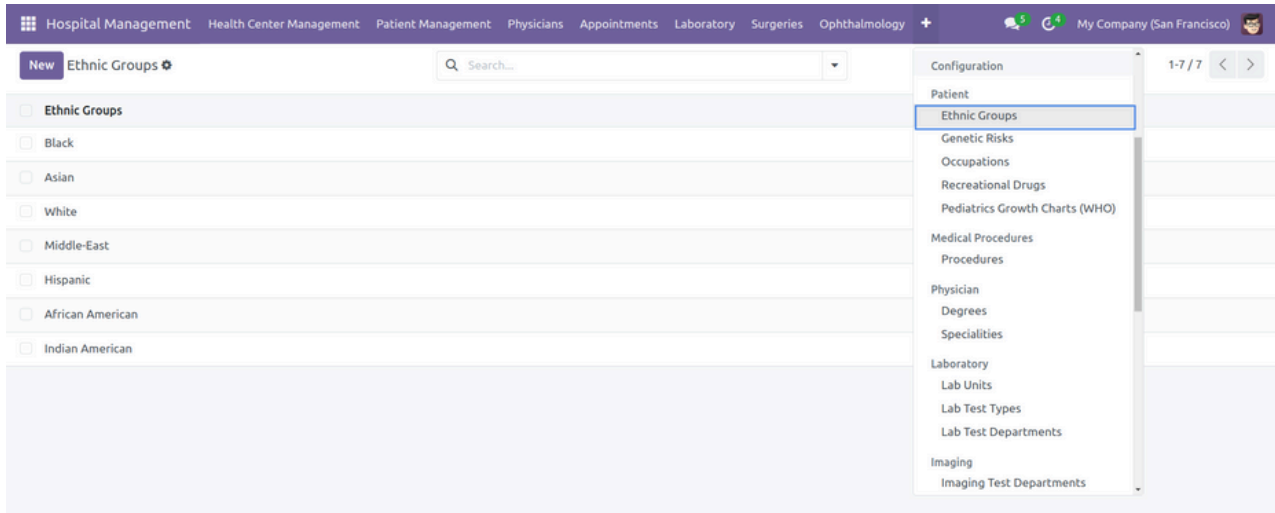 Hospital Management Health Center Management Patient Management Physicians Appointments Laboratory Surgeries Ophthalmology + 5 4 My Company (San Francisco)
New Ethnic Groups Search... 1-7 / 7
Ethnic Groups
Black
Asian
White
Middle-East
Hispanic
African American
Indian American
Configuration
Patient
Ethnic Groups
Genetic Risks
Occupations
Recreational Drugs
Pediatrics Growth Charts (WHO)
Medical Procedures
Procedures
Physician
Degrees
Specialities
Laboratory
Lab Units
Lab Test Types
Lab Test Departments
Imaging
Imaging Test Departments